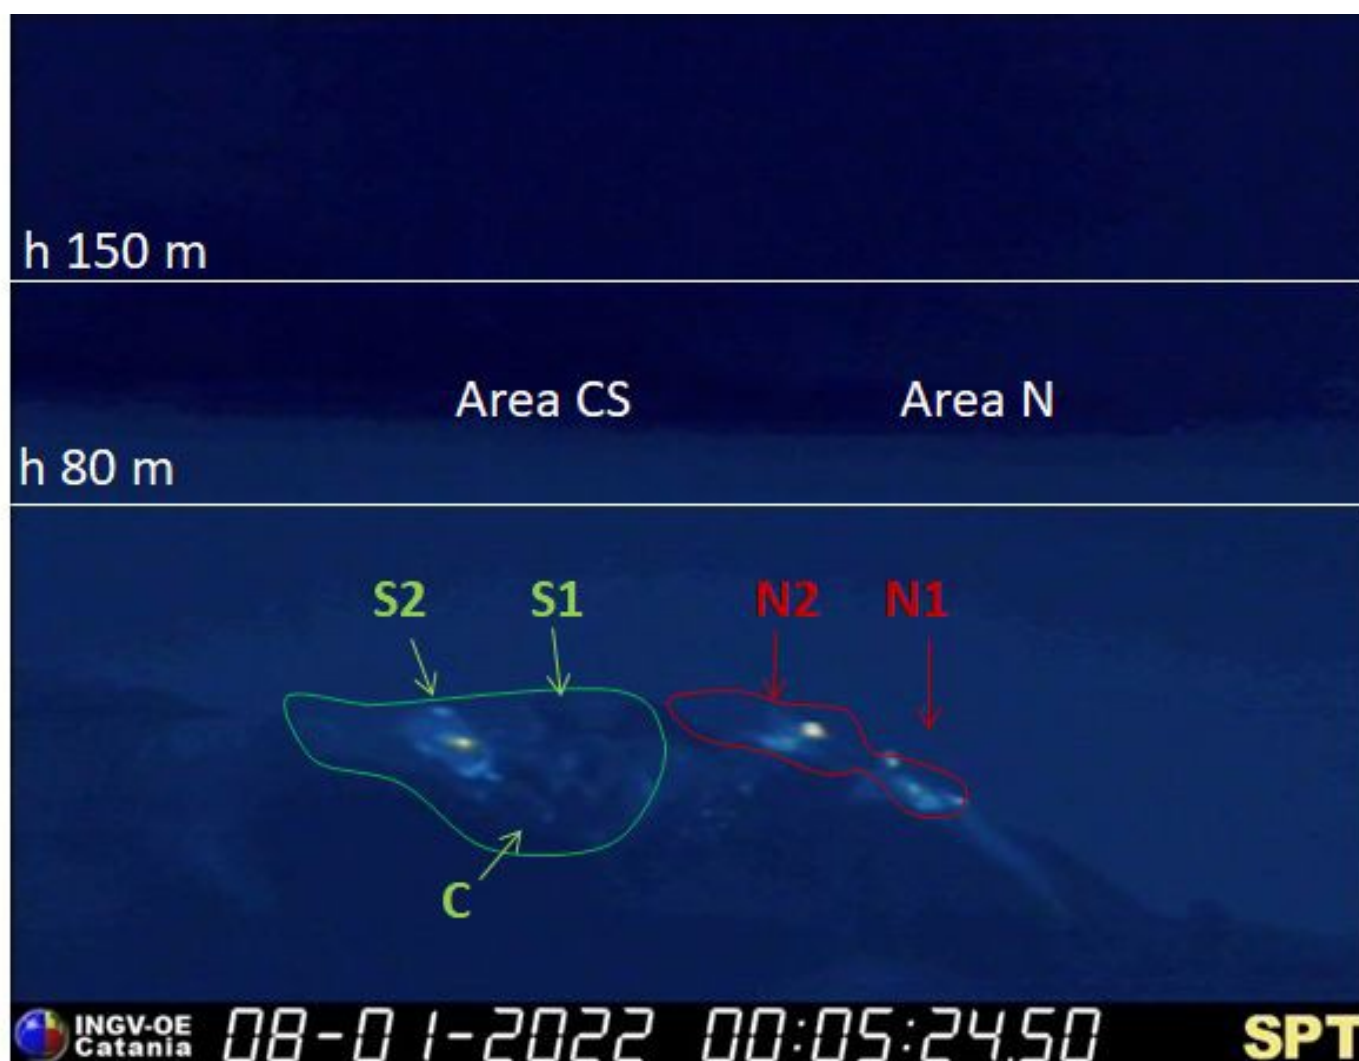 h 150 m
Area CS
Area N
h 80 m
S2
S1
N2
N1
C
INGV-OE
Catania
08-01-2022 00:05:24.50
SPT